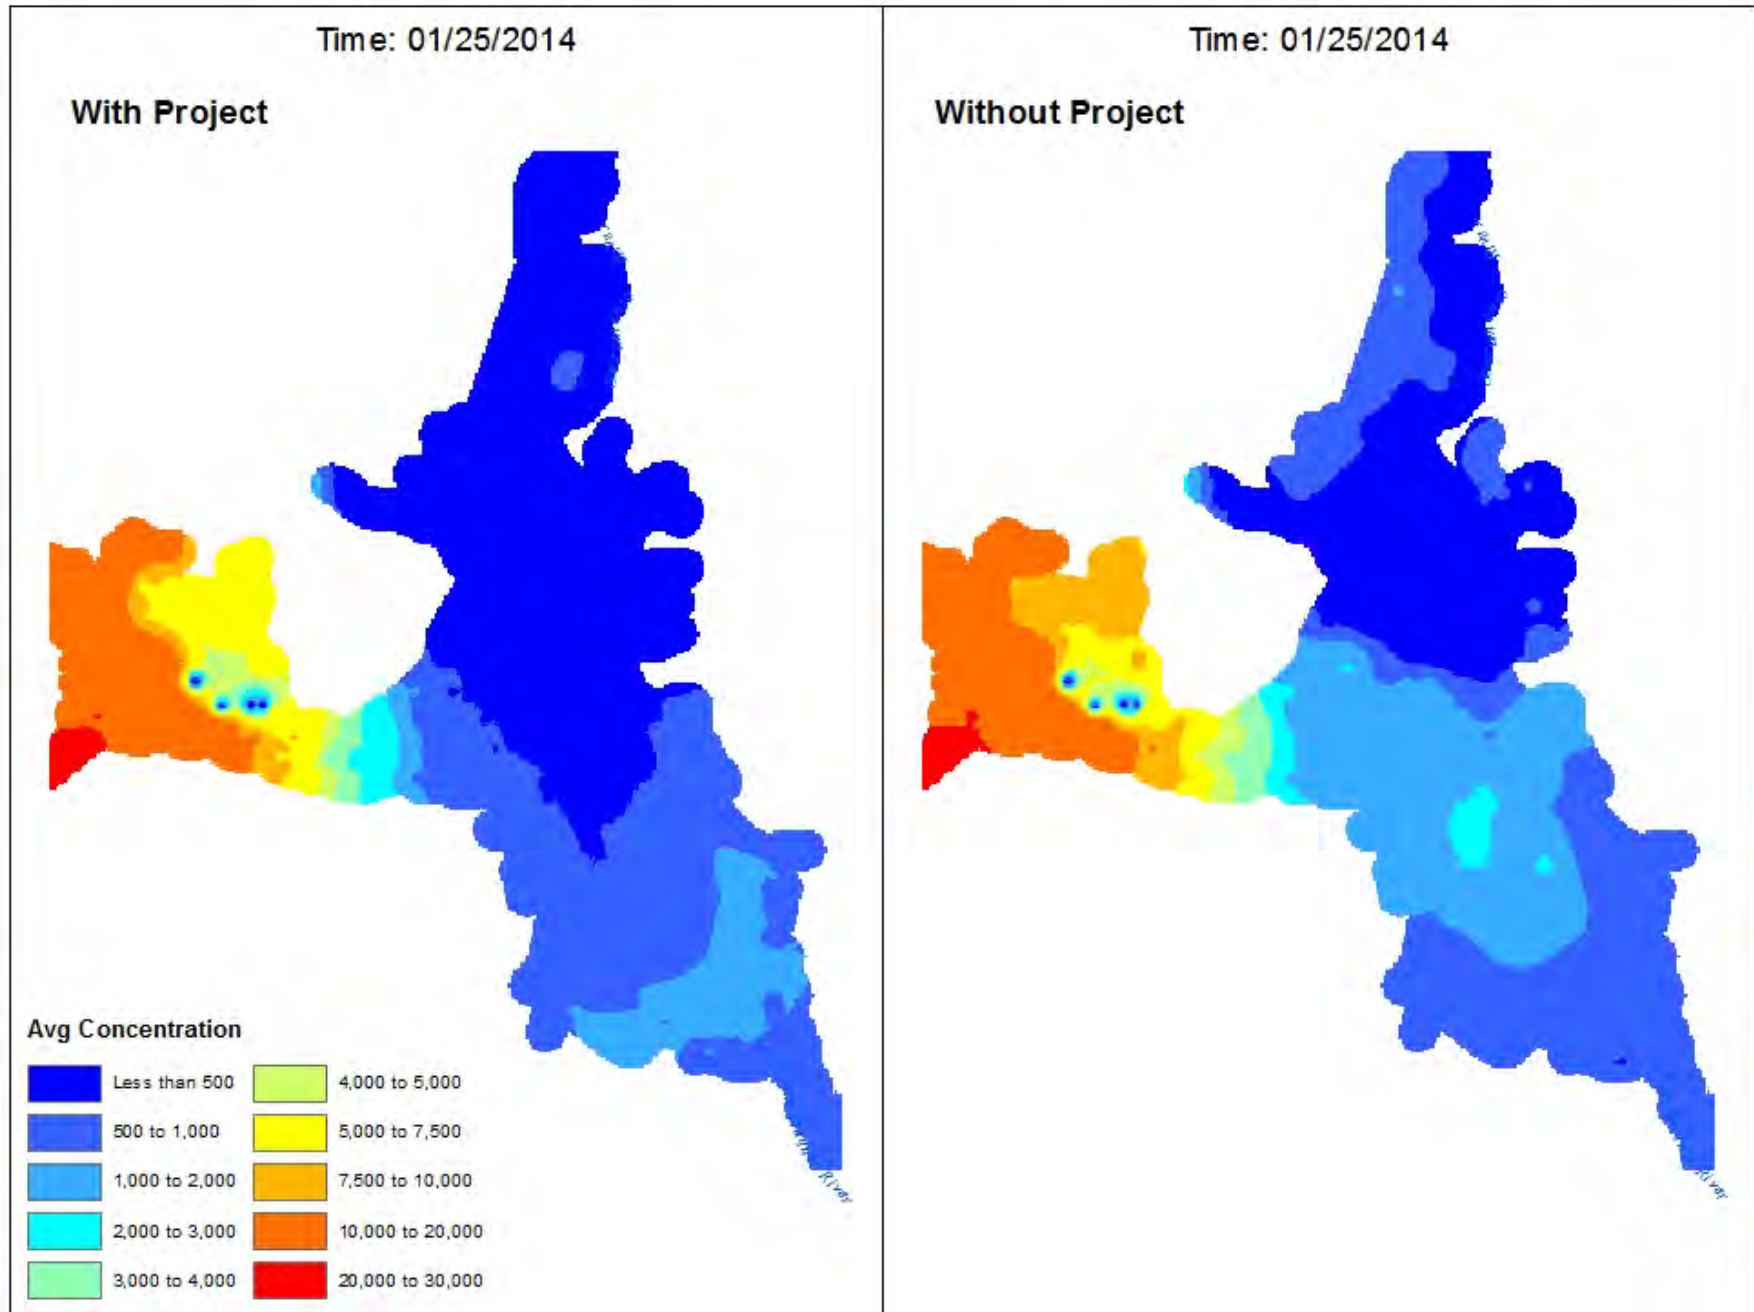 Time: 01/25/2014
With Project
Time: 01/25/2014
Without Project
Avg Concentration
Less than 500
500 to 1,000
1,000 to 2,000
2,000 to 3,000
3,000 to 4,000
4,000 to 5,000
5,000 to 7,500
7,500 to 10,000
10,000 to 20,000
20,000 to 30,000
River
River